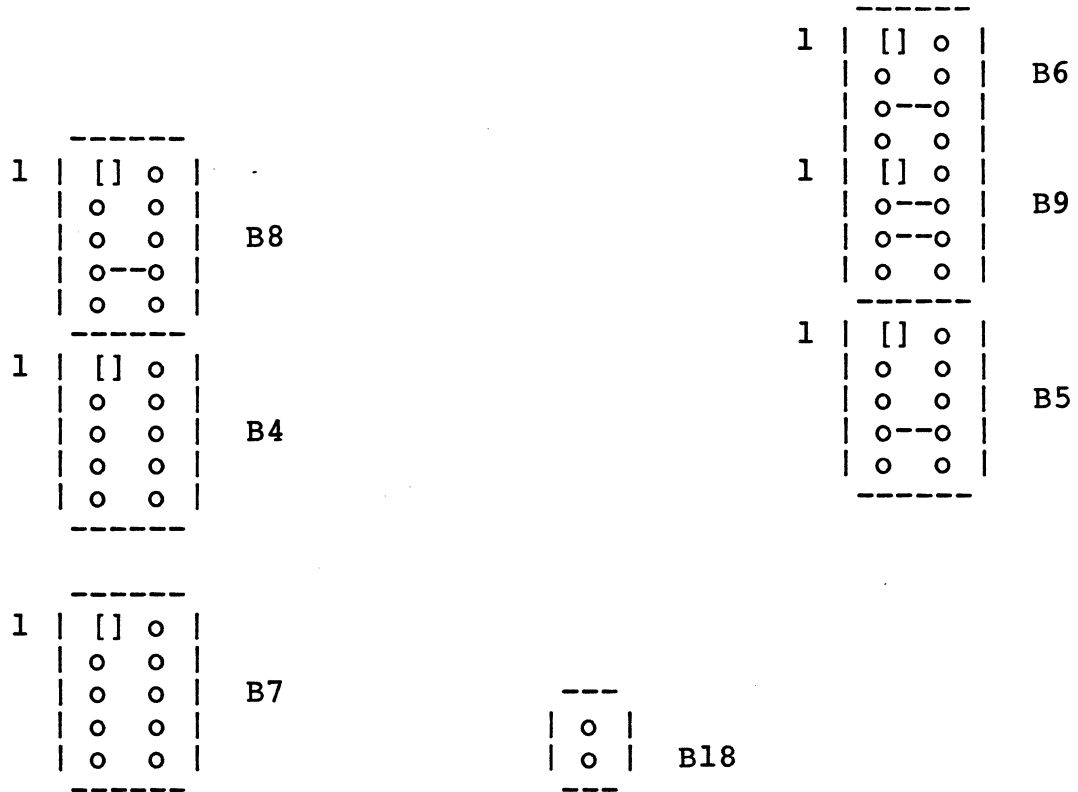 ------
                                        1  |  [] o  |
                                           |  o  o  |  B6
                                           |  o--o  |
    ------                                 |  o  o  |
1  |  [] o  |                           1  |  [] o  |
   |  o  o  |                              |  o--o  |  B9
   |  o  o  |  B8                          |  o--o  |
   |  o--o  |                              |  o  o  |
   |  o  o  |                               ------
    ------                              1  |  [] o  |
1  |  [] o  |                              |  o  o  |
   |  o  o  |                              |  o  o  |  B5
   |  o  o  |  B4                          |  o--o  |
   |  o  o  |                              |  o  o  |
   |  o  o  |                               ------
    ------
    ------
1  |  [] o  |
   |  o  o  |
   |  o  o  |  B7            ---
   |  o  o  |               | o |
   |  o  o  |               | o |  B18
    ------                   ---